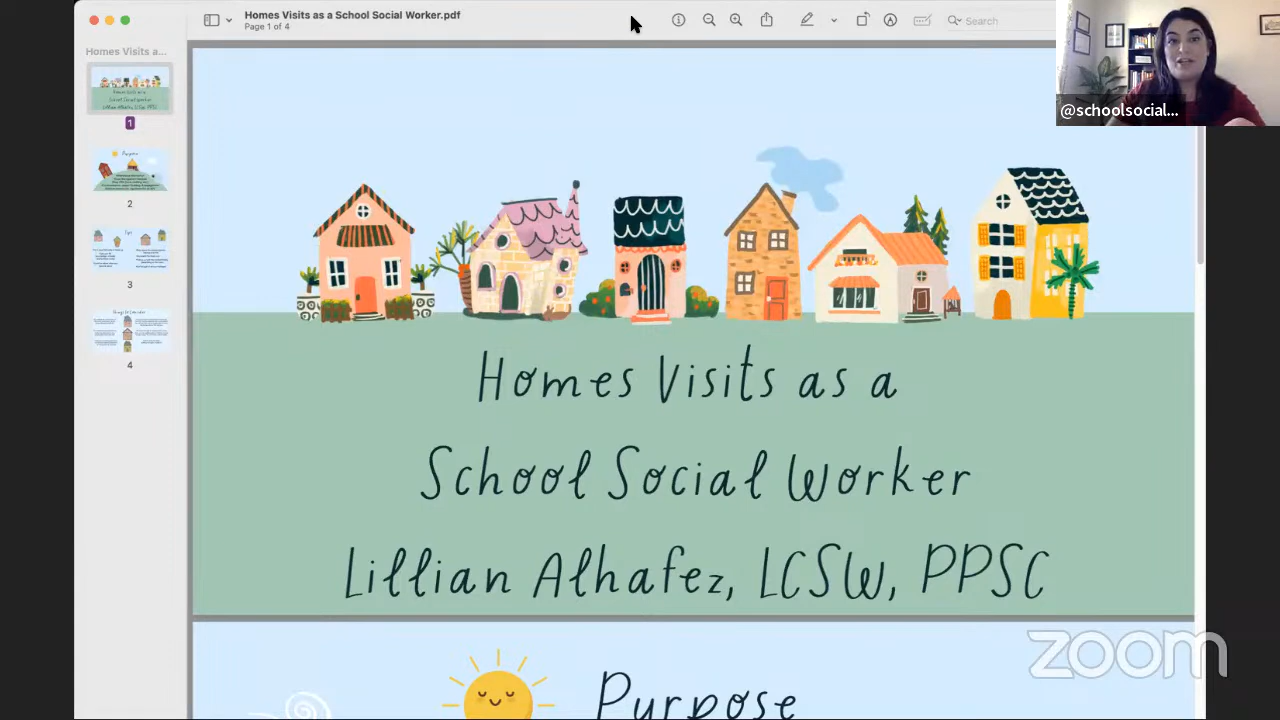 Homes Visits as a School Social Worker.pdf
Page 1 of 4
Search
Homes Visits a...
@schoolsocial...
1
2
3
4
Homes Visits as a
School Social Worker
Lillian Alhafez, LCSW, PPSC
Purpose
zoom